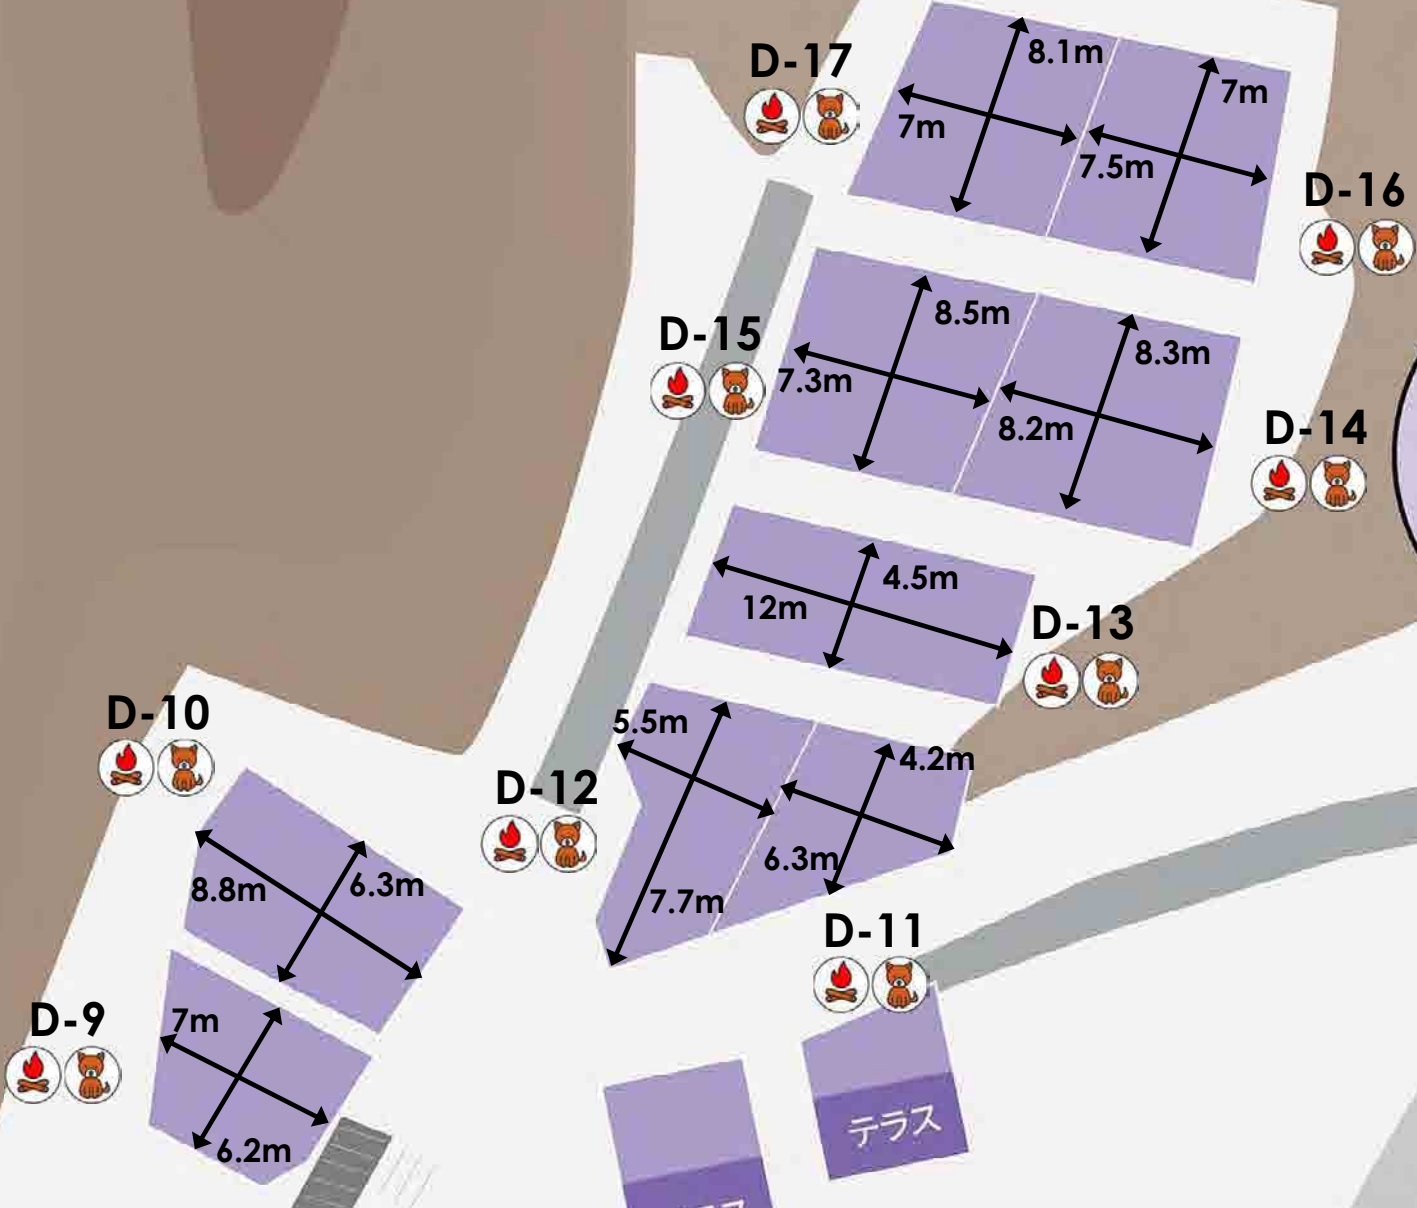 D-17
8.1m
7m
7m
7.5m
D-16
D-15
8.5m
7.3m
8.3m
8.2m
D-14
4.5m
12m
D-13
D-10
5.5m
4.2m
D-12
6.3m
7.7m
8.8m
6.3m
D-11
D-9
7m
6.2m
テラス